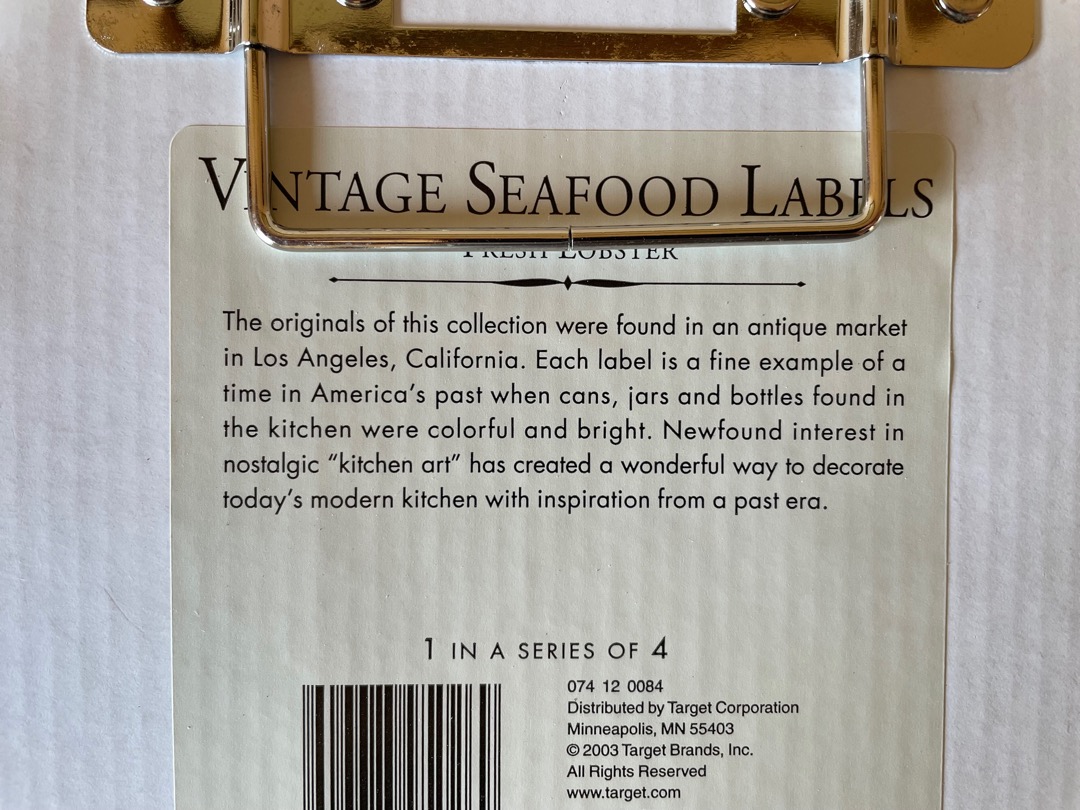 VINTAGE SEAFOOD LABELS
FRESH LOBSTER
The originals of this collection were found in an antique market
in Los Angeles, California. Each label is a fine example of a
time in America's past when cans, jars and bottles found in
the kitchen were colorful and bright. Newfound interest in
nostalgic “kitchen art” has created a wonderful way to decorate
today's modern kitchen with inspiration from a past era.
1 IN A SERIES OF 4
074 12 0084
Distributed by Target Corporation
Minneapolis, MN 55403
© 2003 Target Brands, Inc.
All Rights Reserved
www.target.com